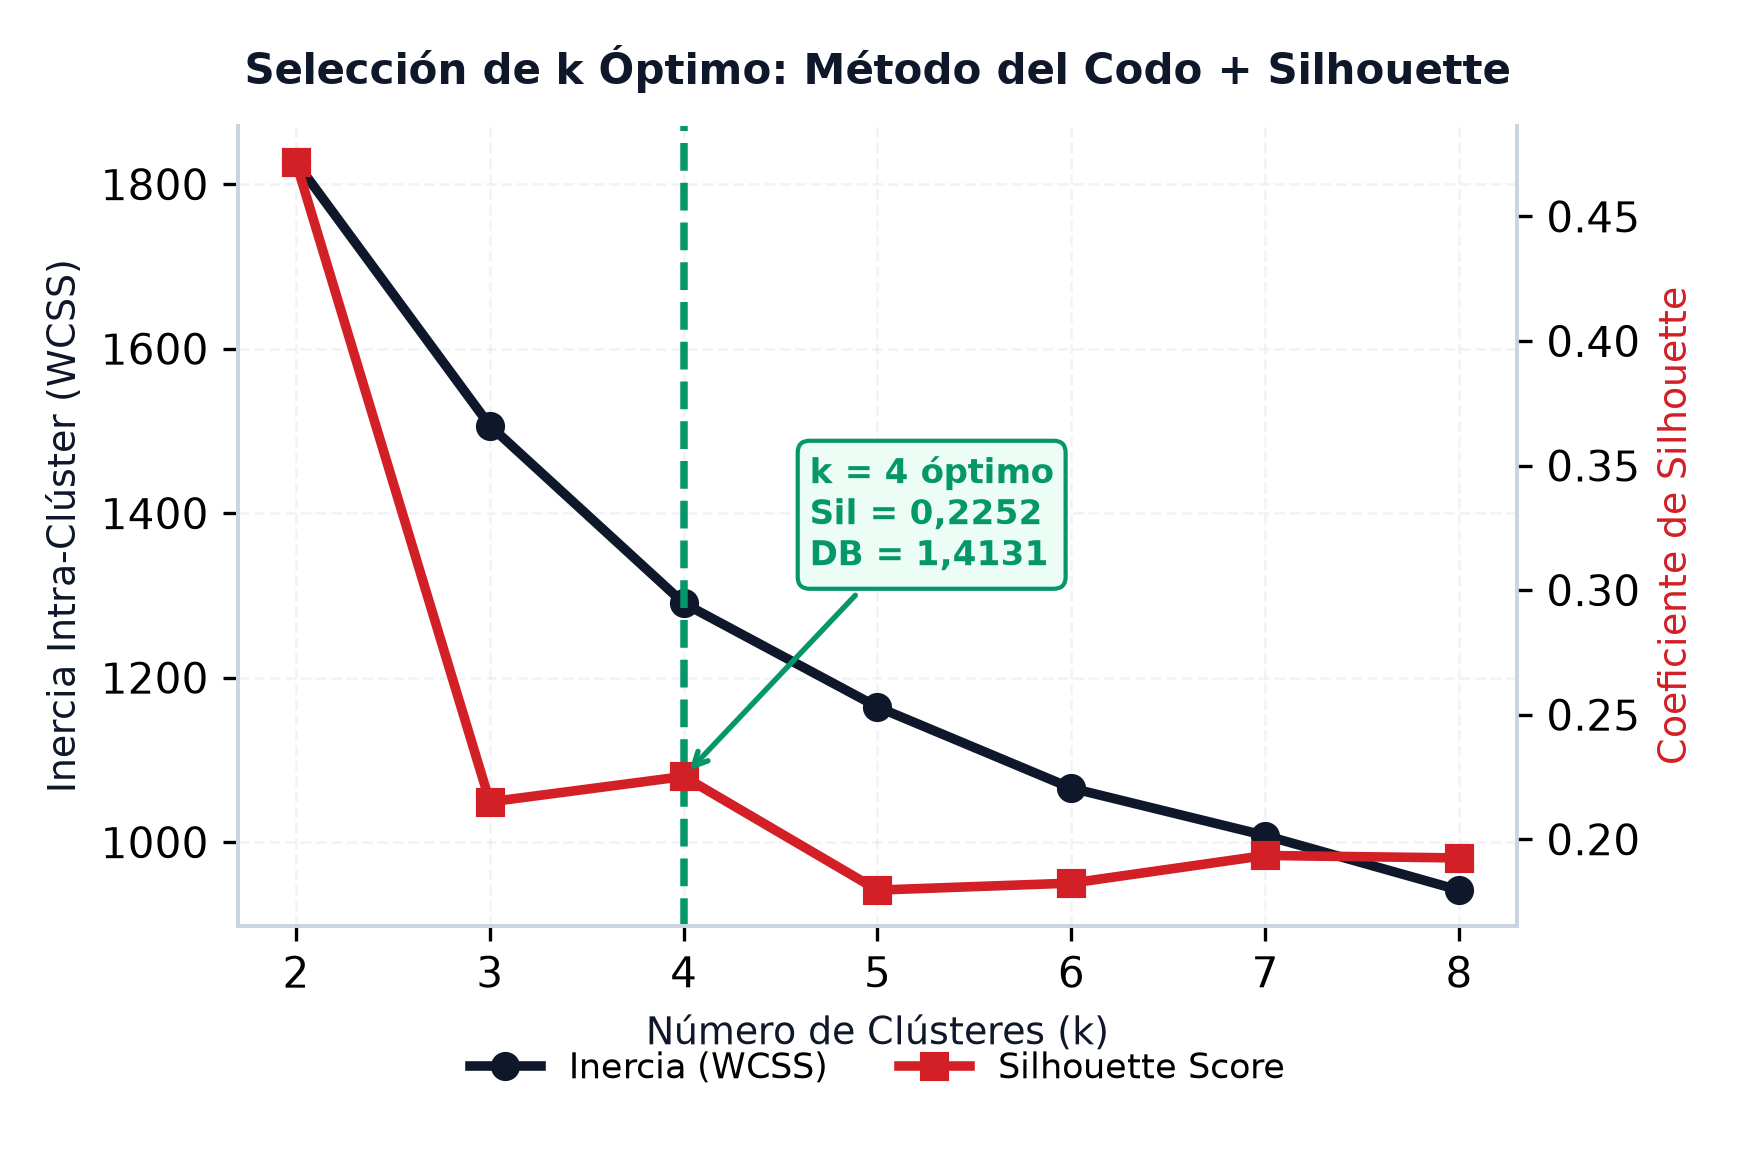 Selección de k Óptimo: Método del Codo + Silhouette
Inercia Intra-Clúster (WCSS)
1800
1600
1400
1200
1000
k = 4 óptimo
Sil = 0,2252
DB = 1,4131
0.45
0.40
0.35
0.30
0.25
0.20
Coeficiente de Silhouette
2 3 4 5 6 7 8
Número de Clústeres (k)
Inercia (WCSS) Silhouette Score